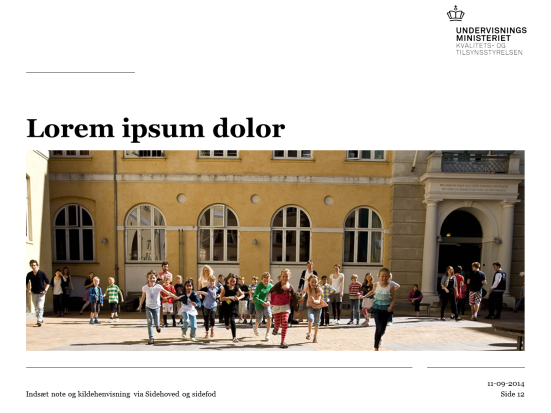 UNDERVISNINGS
MINISTERIET
KVALITETS- OG
TILSYNSSTYRELSEN
Lorem ipsum dolor
11-09-2014
Indsæt note og kildehenvisning via Sidehoved og sidefod
Side 12